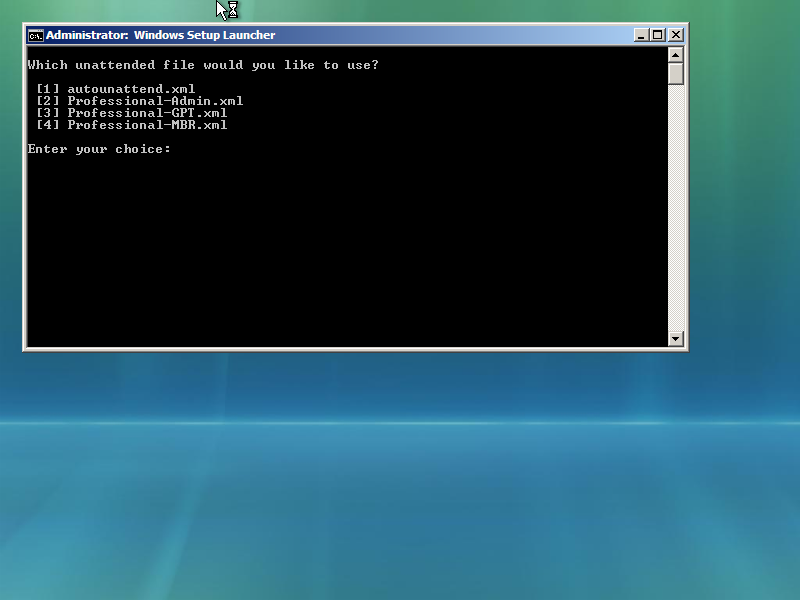 Administrator: Windows Setup Launcher
Which unattended file would you like to use?
[1] autounattend.xml
[2] Professional-Admin.xml
[3] Professional-GPT.xml
[4] Professional-MBR.xml
Enter your choice: